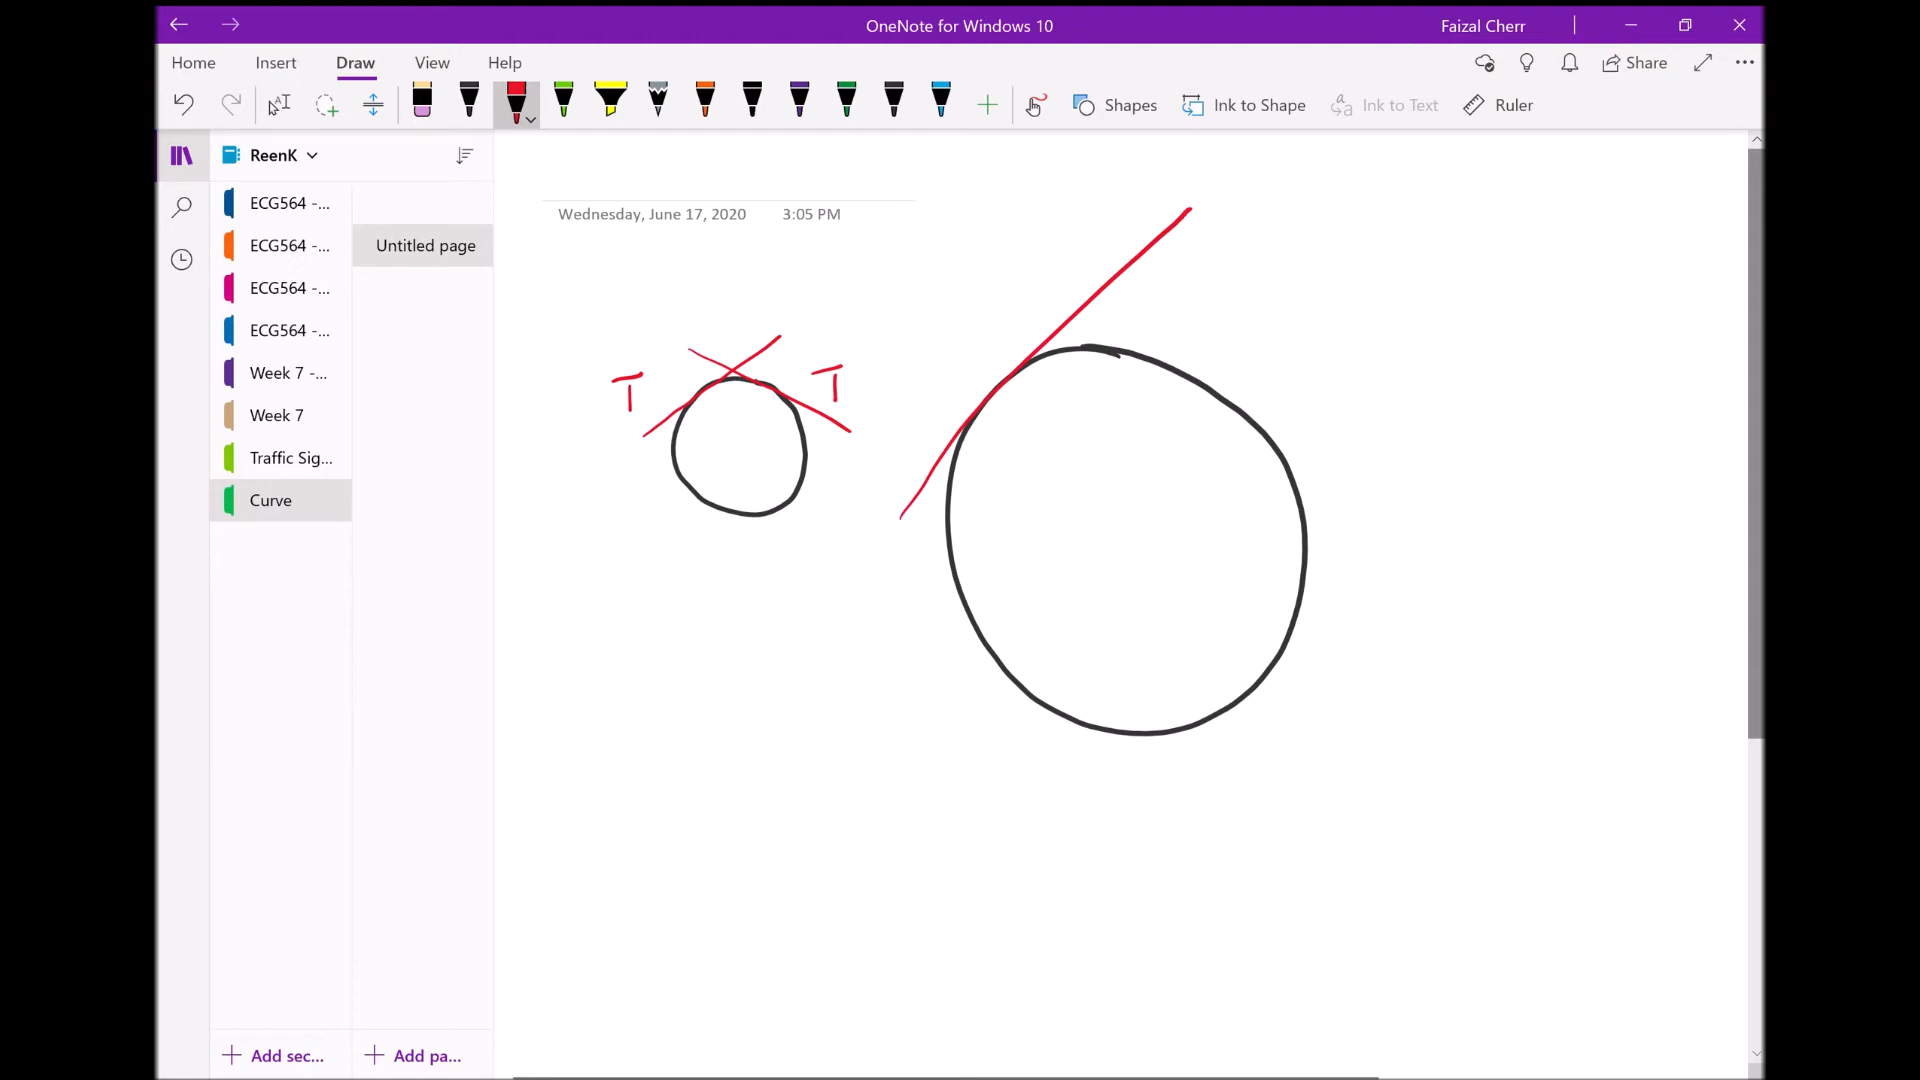 OneNote for Windows 10
Faizal Cherr
Home Insert Draw View Help
Share
Shapes Ink to Shape Ink to Text Ruler
ReenK
ECG564 -...
ECG564 -...
ECG564 -...
ECG564 -...
Week 7 -...
Week 7
Traffic Sig...
Curve
Untitled page
Wednesday, June 17, 2020 3:05 PM
T T
Add sec... Add pa...